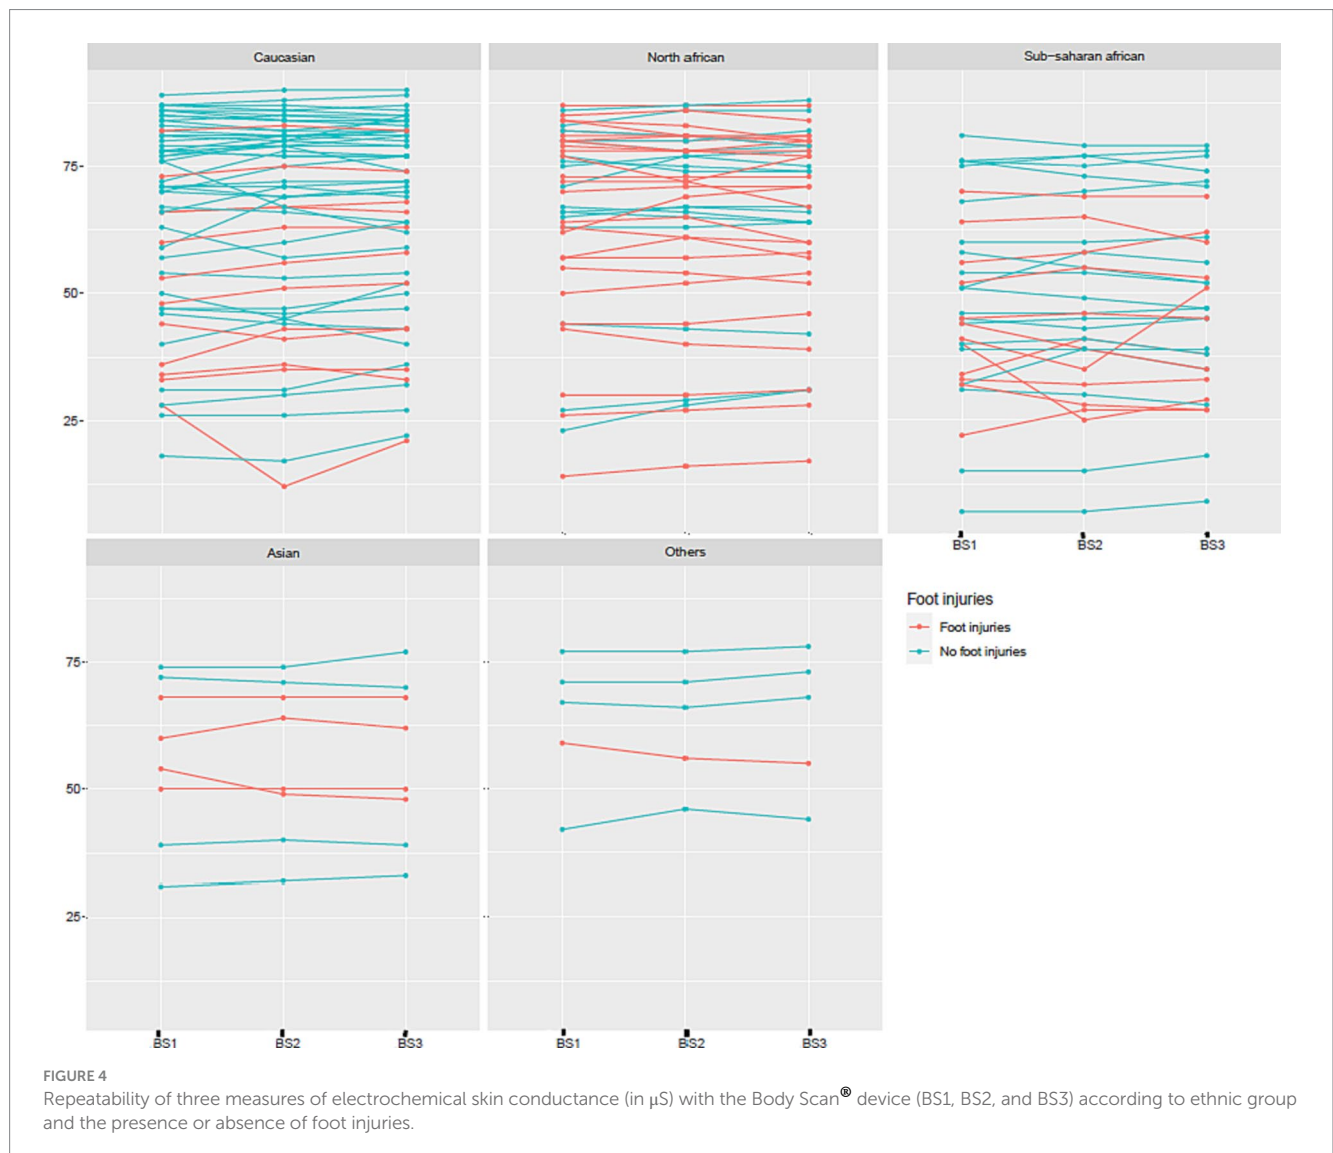 Caucasian
North african
Sub-saharan african
75
50
25
BS1
BS2
BS3
Asian
Others
75
50
25
BS1
BS2
BS3
BS1
BS2
BS3
Foot injuries
Foot injuries
No foot injuries
FIGURE 4
Repeatability of three measures of electrochemical skin conductance (in μS) with the Body Scan® device (BS1, BS2, and BS3) according to ethnic group
and the presence or absence of foot injuries.